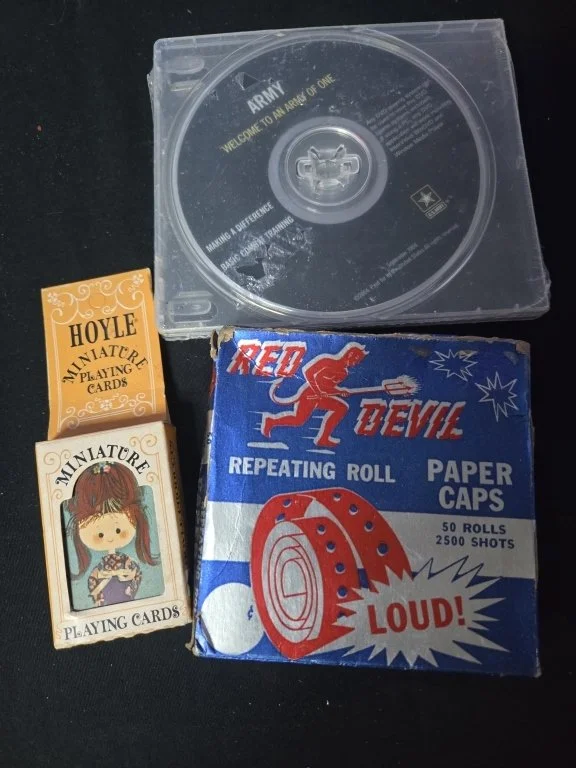 ARMY
WELCOME TO AN ARMY OF ONE
MAKING A DIFFERENCE
BASIC COMBAT TRAINING
U.S. ARMY
HOYLE
MINIATURE
PLAYING
CARDS
MINIATURE
PLAYING CARDS
RED
DEVIL
REPEATING ROLL
PAPER
CAPS
50 ROLLS
2500 SHOTS
LOUD!
¢